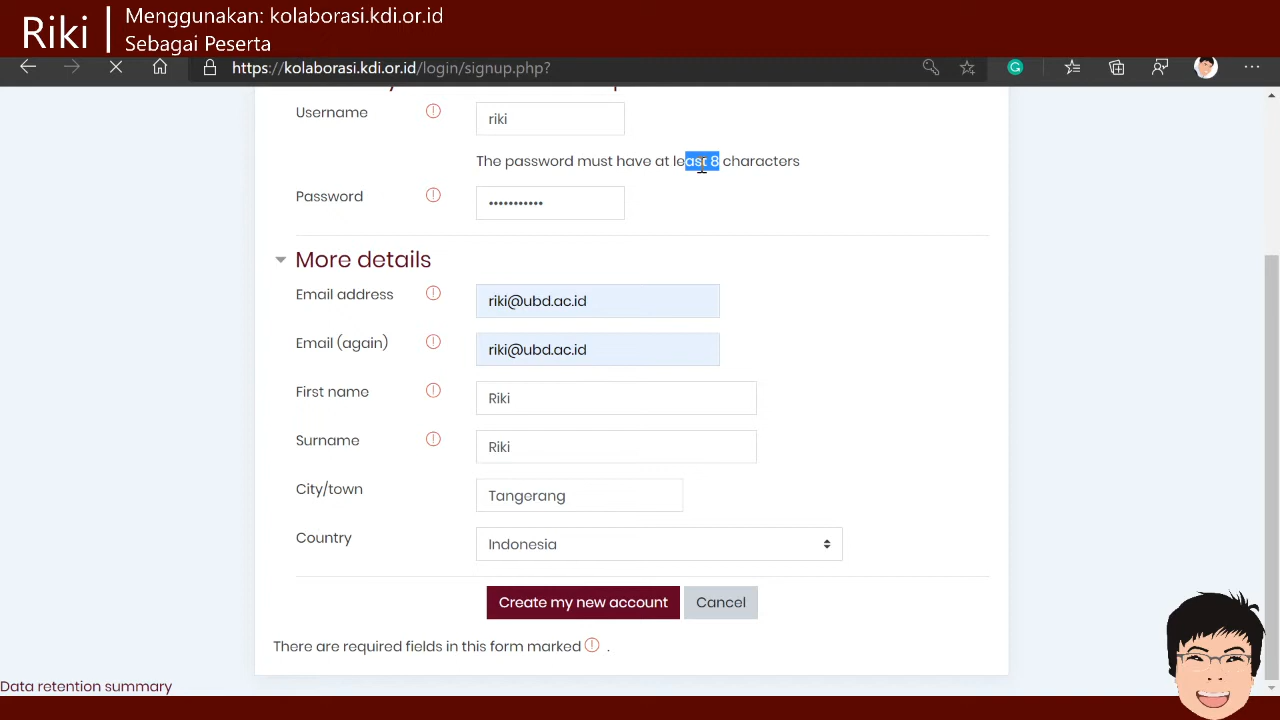 Riki
Menggunakan: kolaborasi.kdi.or.id
Sebagai Peserta
https://kolaborasi.kdi.or.id/login/signup.php?
Username
riki
The password must have at least 8 characters
Password
•••••••••••
More details
Email address
riki@ubd.ac.id
Email (again)
riki@ubd.ac.id
First name
Riki
Surname
Riki
City/town
Tangerang
Country
Indonesia
Create my new account
Cancel
There are required fields in this form marked .
Data retention summary